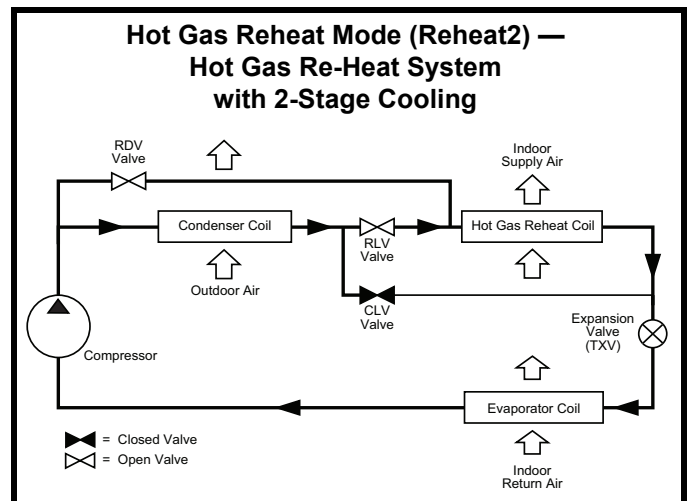 Hot Gas Reheat Mode (Reheat2) —
Hot Gas Re-Heat System
with 2-Stage Cooling
RDV
Valve
Indoor
Supply Air
Condenser Coil
RLV
Valve
Hot Gas Reheat Coil
Outdoor Air
CLV
Valve
Expansion
Valve
(TXV)
Compressor
Evaporator Coil
= Closed Valve
= Open Valve
Indoor
Return Air